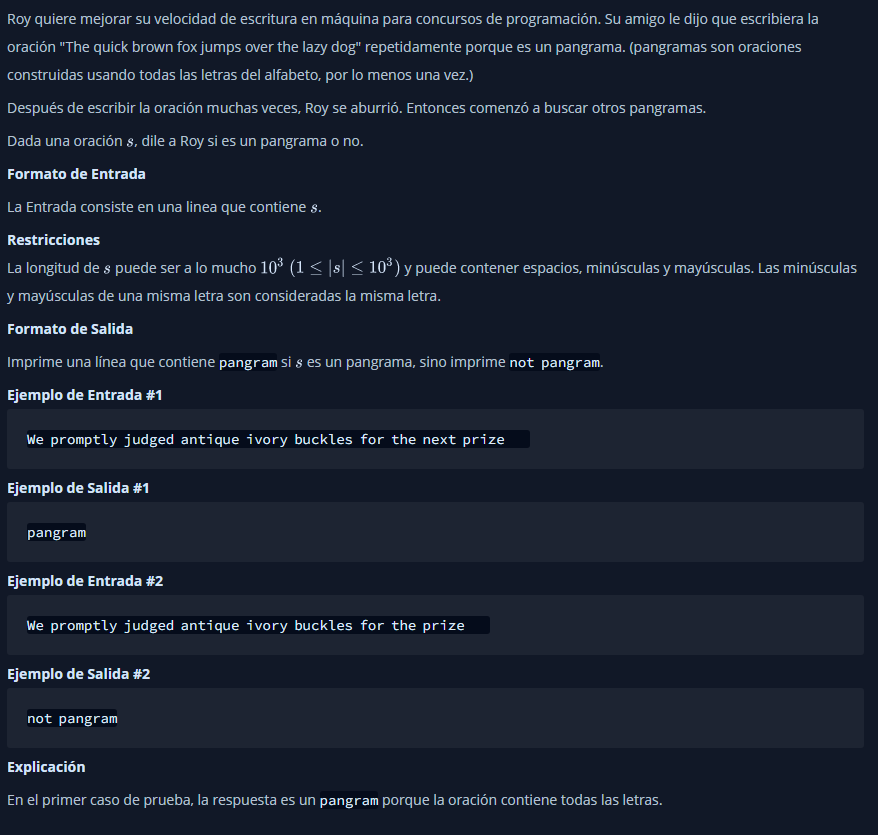 Roy quiere mejorar su velocidad de escritura en máquina para concursos de programación. Su amigo le dijo que escribiera la
oración "The quick brown fox jumps over the lazy dog" repetidamente porque es un pangrama. (pangramas son oraciones
construidas usando todas las letras del alfabeto, por lo menos una vez.)
Después de escribir la oración muchas veces, Roy se aburrió. Entonces comenzó a buscar otros pangramas.
Dada una oración s, dile a Roy si es un pangrama o no.
Formato de Entrada
La Entrada consiste en una linea que contiene s.
Restricciones
La longitud de s puede ser a lo mucho 10³ (1 ≤ |s| ≤ 10³) y puede contener espacios, minúsculas y mayúsculas. Las minúsculas
y mayúsculas de una misma letra son consideradas la misma letra.
Formato de Salida
Imprime una línea que contiene pangram si s es un pangrama, sino imprime not pangram.
Ejemplo de Entrada #1
We promptly judged antique ivory buckles for the next prize
Ejemplo de Salida #1
pangram
Ejemplo de Entrada #2
We promptly judged antique ivory buckles for the prize
Ejemplo de Salida #2
not pangram
Explicación
En el primer caso de prueba, la respuesta es un pangram porque la oración contiene todas las letras.